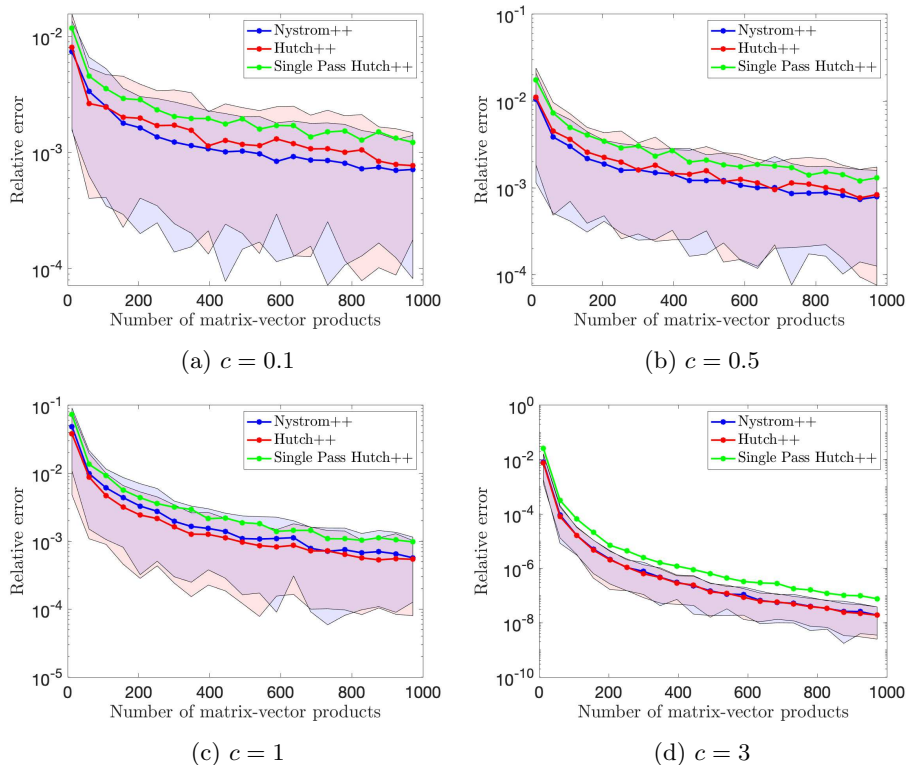 Nystrom++
Hutch++
Single Pass Hutch++
10^-2
10^-3
10^-4
Relative error
0 200 400 600 800 1000
Number of matrix-vector products
(a) c = 0.1
Nystrom++
Hutch++
Single Pass Hutch++
10^-1
10^-2
10^-3
10^-4
Relative error
0 200 400 600 800 1000
Number of matrix-vector products
(b) c = 0.5
Nystrom++
Hutch++
Single Pass Hutch++
10^-1
10^-2
10^-3
10^-4
10^-5
Relative error
0 200 400 600 800 1000
Number of matrix-vector products
(c) c = 1
Nystrom++
Hutch++
Single Pass Hutch++
10^0
10^-2
10^-4
10^-6
10^-8
10^-10
Relative error
0 200 400 600 800 1000
Number of matrix-vector products
(d) c = 3